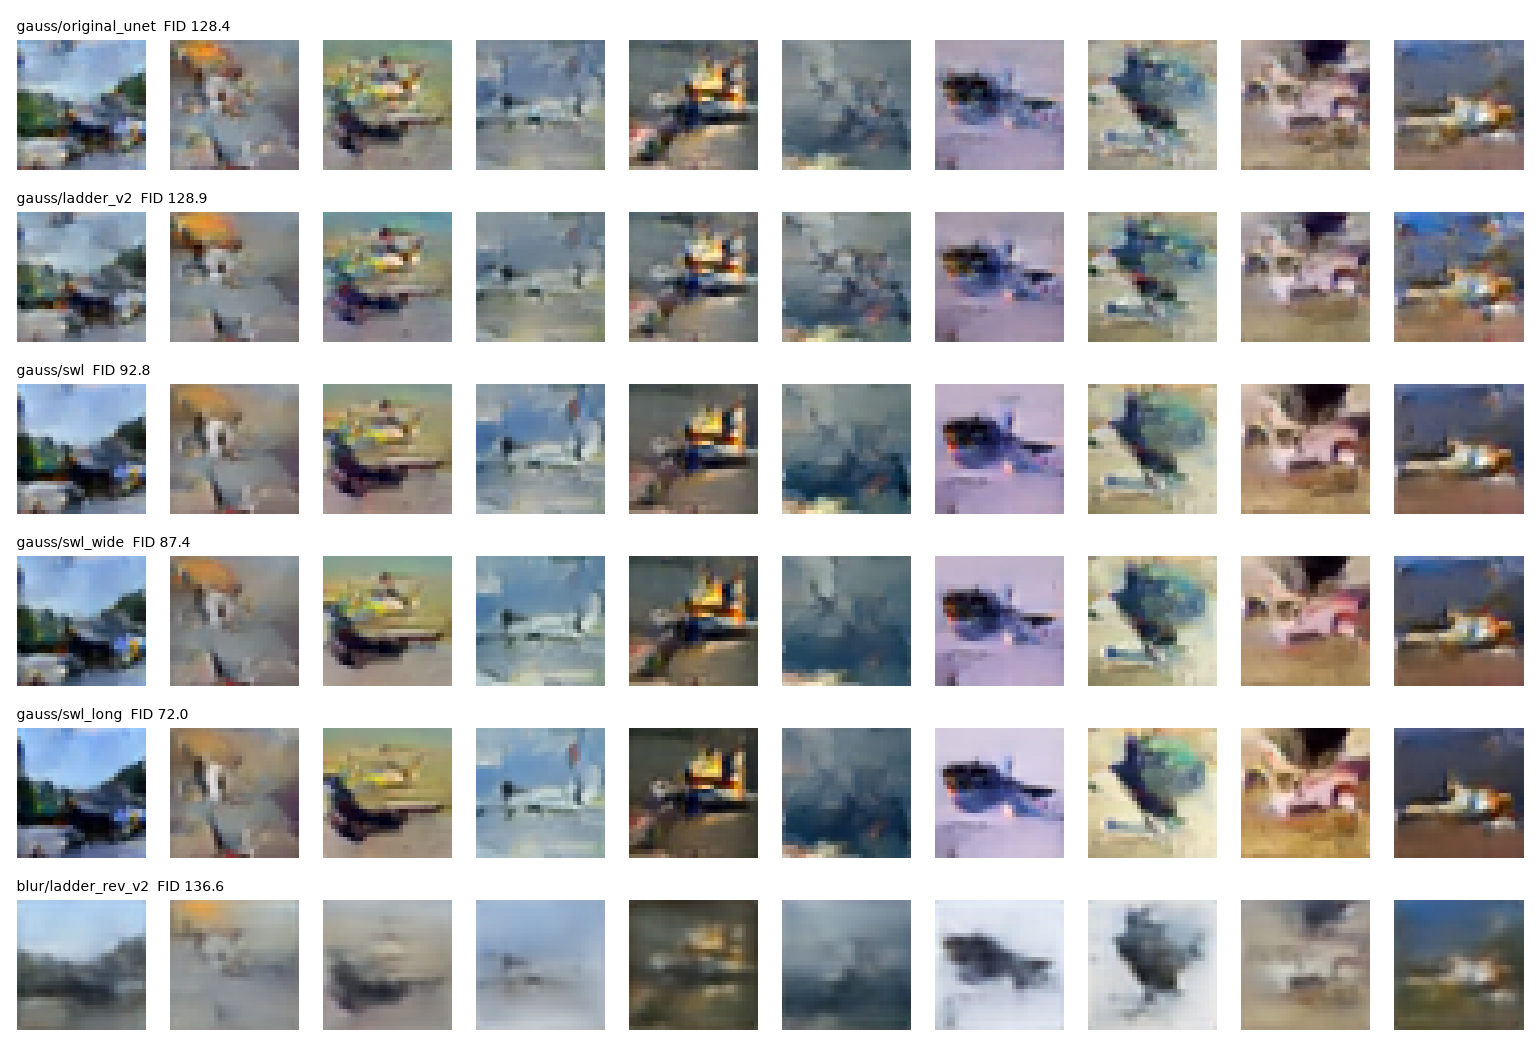 gauss/original_unet FID 128.4
gauss/ladder_v2 FID 128.9
gauss/swl FID 92.8
gauss/swl_wide FID 87.4
gauss/swl_long FID 72.0
blur/ladder_rev_v2 FID 136.6